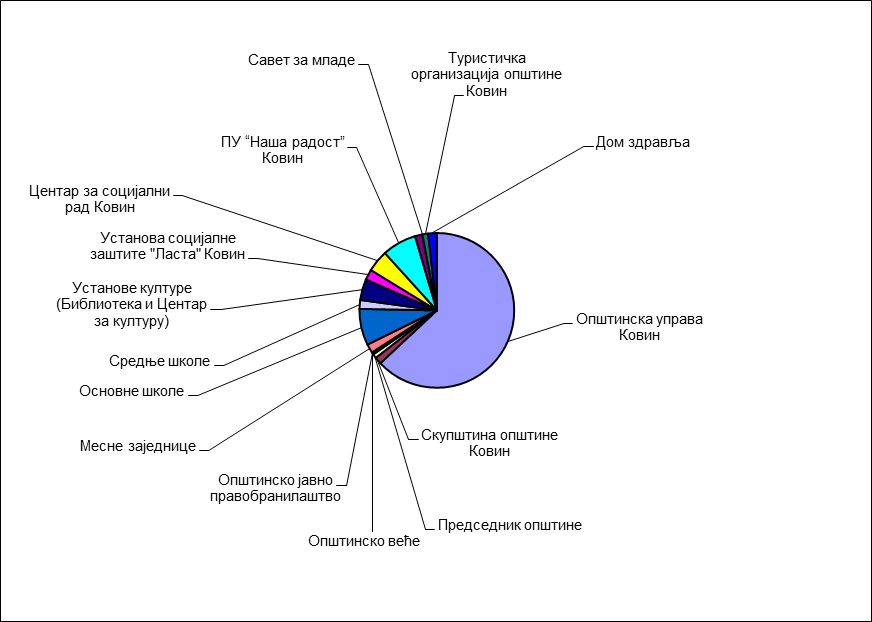 Савет за младе
Туристичка
организација општине
Ковин
ПУ “Наша радост”
Ковин
Дом здравља
Центар за социјални
рад Ковин
Установа социјалне
заштите "Ласта" Ковин
Установе културе
(Библиотека и Центар
за културу)
Општинска управа
Ковин
Средње школе
Основне школе
Месне заједнице
Скупштина општине
Ковин
Општинско јавно
правобранилаштво
Председник општине
Општинско веће